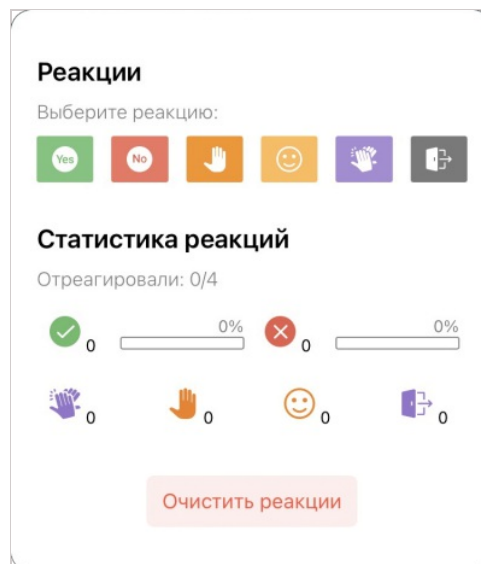 Реакции
Выберите реакцию:
Yes No
Статистика реакций
Отреагировали: 0/4
0 0% 0 0%
0 0 0 0
Очистить реакции